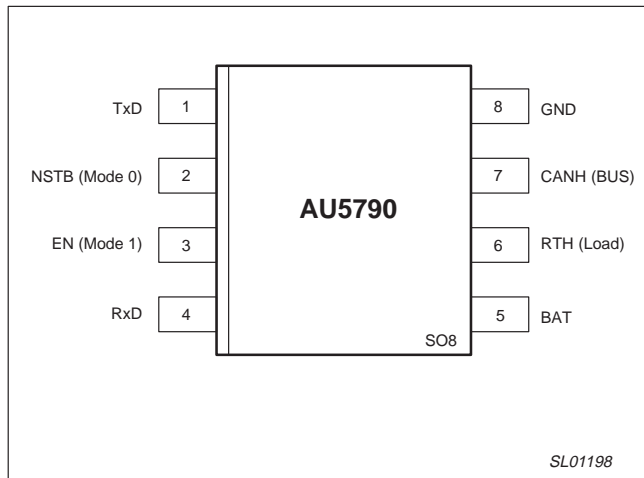 TxD 1 8 GND
NSTB (Mode 0) 2 7 CANH (BUS)
AU5790
EN (Mode 1) 3 6 RTH (Load)
RxD 4 5 BAT
SO8
SL01198